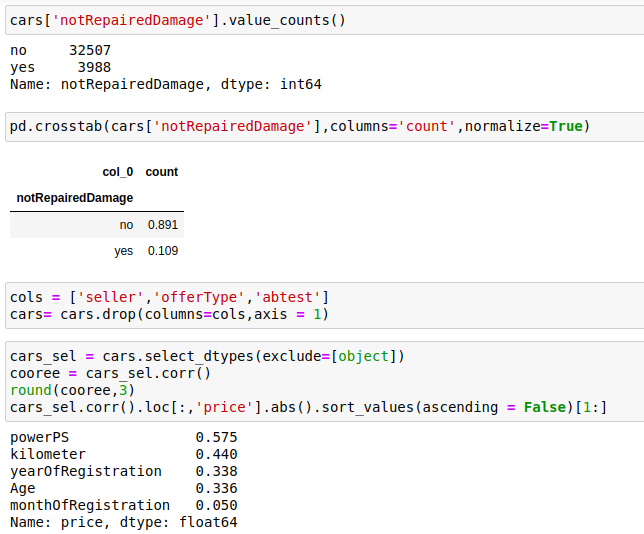 cars['notRepairedDamage'].value_counts()
no     32507
yes     3988
Name: notRepairedDamage, dtype: int64
pd.crosstab(cars['notRepairedDamage'],columns='count',normalize=True)
col_0 count
notRepairedDamage
no 0.891
yes 0.109
cols = ['seller','offerType','abtest']
cars= cars.drop(columns=cols,axis = 1)
cars_sel = cars.select_dtypes(exclude=[object])
cooree = cars_sel.corr()
round(cooree,3)
cars_sel.corr().loc[:,'price'].abs().sort_values(ascending = False)[1:]
powerPS               0.575
kilometer             0.440
yearOfRegistration    0.338
Age                   0.336
monthOfRegistration   0.050
Name: price, dtype: float64